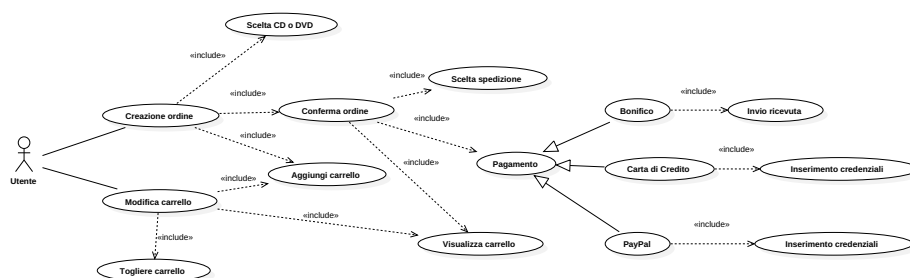 Scelta CD o DVD
«include»
Scelta spedizione
«include»
«include»
«include»
Creazione ordine
Conferma ordine
«include»
Bonifico
Invio ricevuta
«include»
«include»
Utente
Aggiungi carrello
Pagamento
«include»
Carta di Credito
Inserimento credenziali
«include»
«include»
Modifica carrello
«include»
«include»
«include»
Visualizza carrello
PayPal
Inserimento credenziali
Togliere carrello